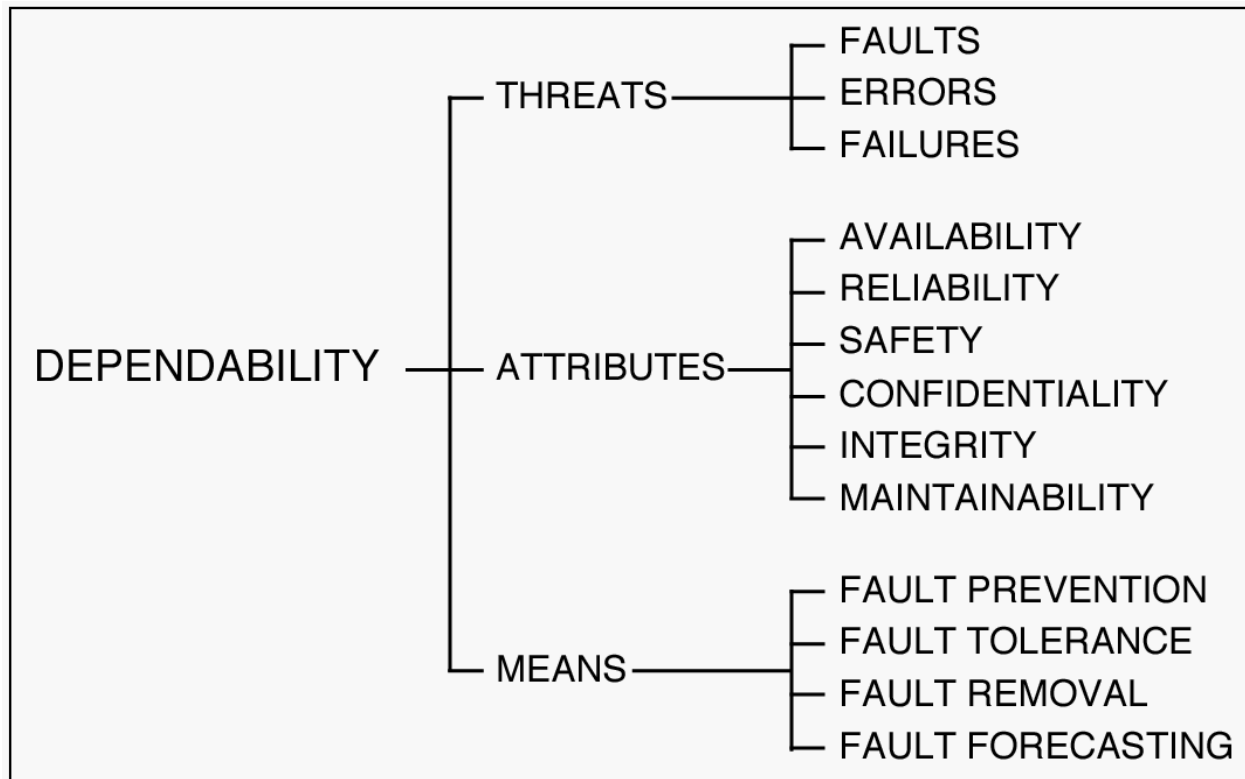 THREATS
FAULTS
ERRORS
FAILURES
DEPENDABILITY
ATTRIBUTES
AVAILABILITY
RELIABILITY
SAFETY
CONFIDENTIALITY
INTEGRITY
MAINTAINABILITY
MEANS
FAULT PREVENTION
FAULT TOLERANCE
FAULT REMOVAL
FAULT FORECASTING